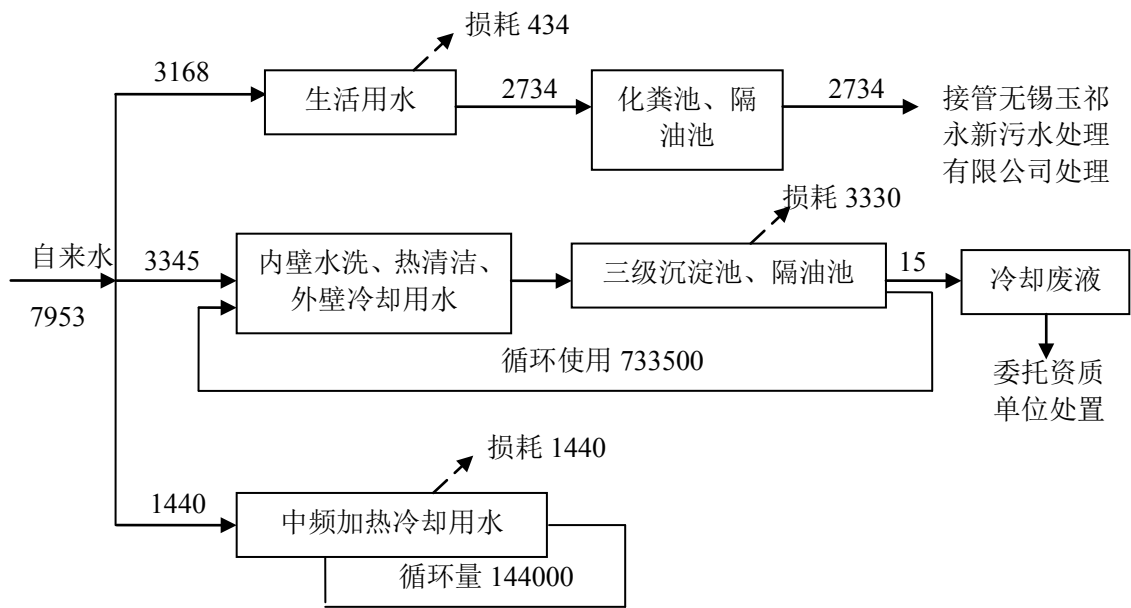 损耗 434
3168
生活用水
2734
化粪池、隔
油池
2734
接管无锡玉祁
永新污水处理
有限公司处理
损耗 3330
自来水
7953
3345
内壁水洗、热清洁、
外壁冷却用水
三级沉淀池、隔油池
15
冷却废液
循环使用 733500
委托资质
单位处置
损耗 1440
1440
中频加热冷却用水
循环量 144000